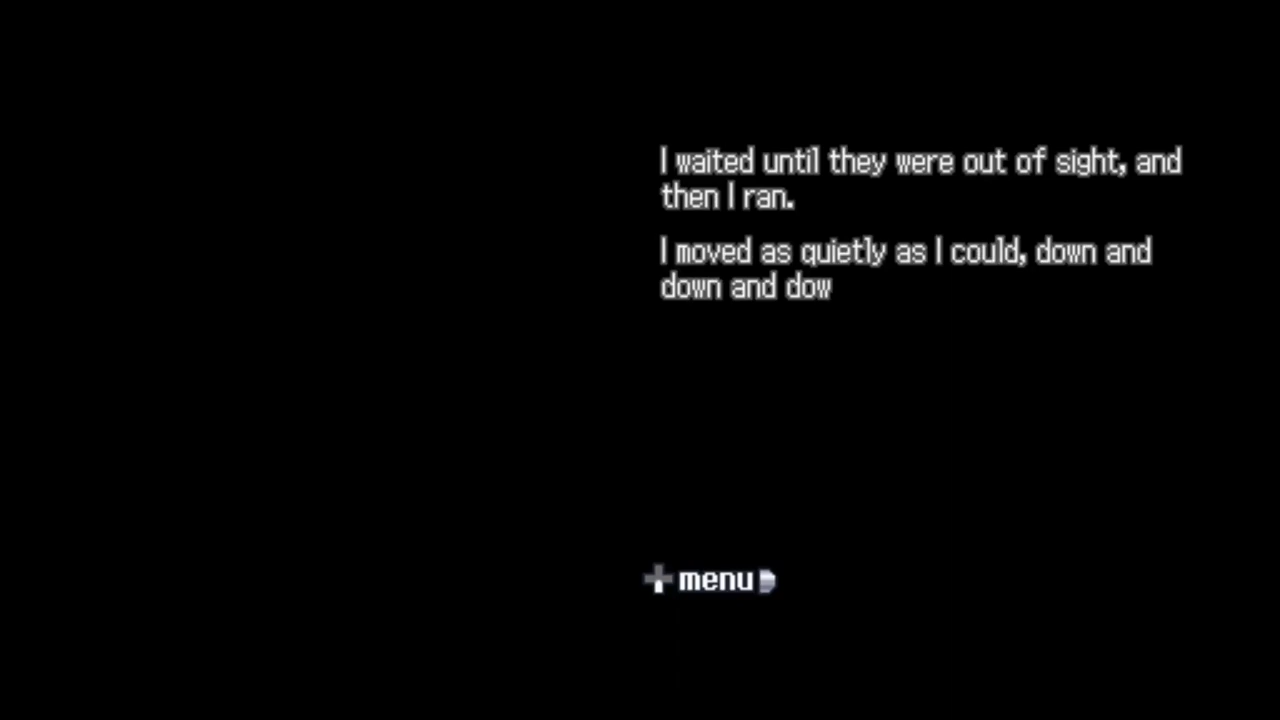 I waited until they were out of sight, and
then I ran.
I moved as quietly as I could, down and
down and dow
menu